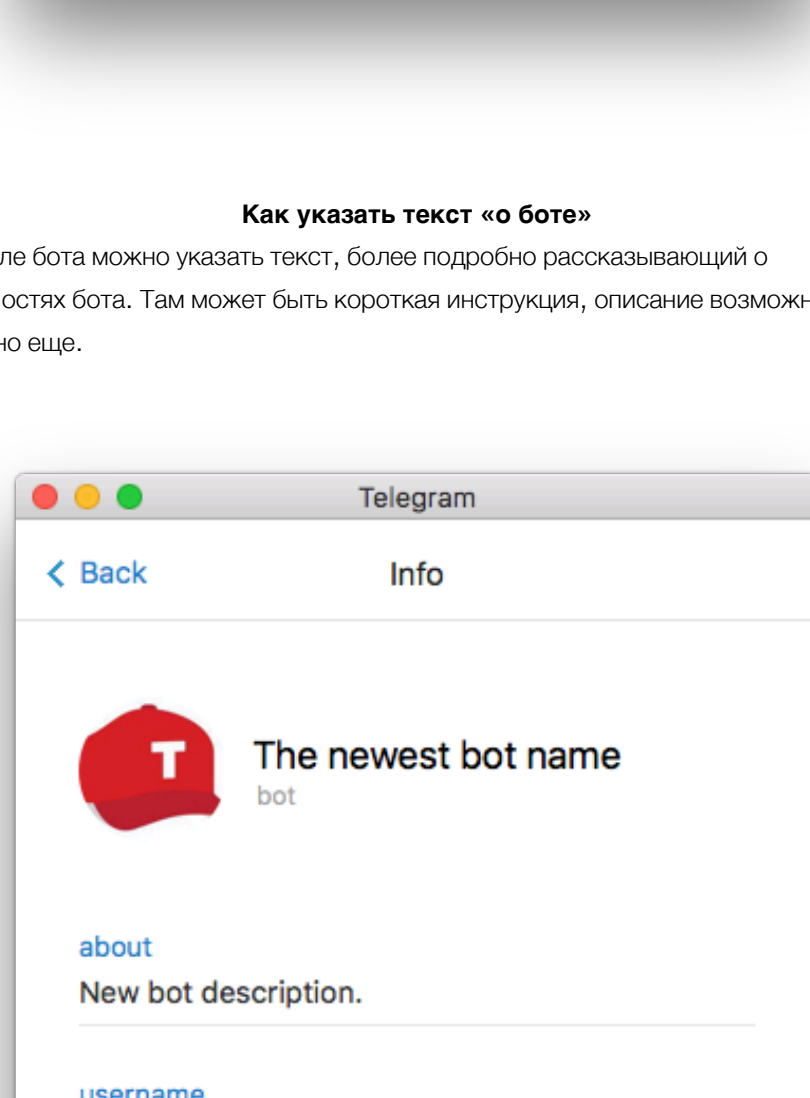 Как указать текст «о боте»
ле бота можно указать текст, более подробно рассказывающий о
остях бота. Там может быть короткая инструкция, описание возможн
но еще.
Telegram
Back Info
T
The newest bot name
bot
about
New bot description.
username